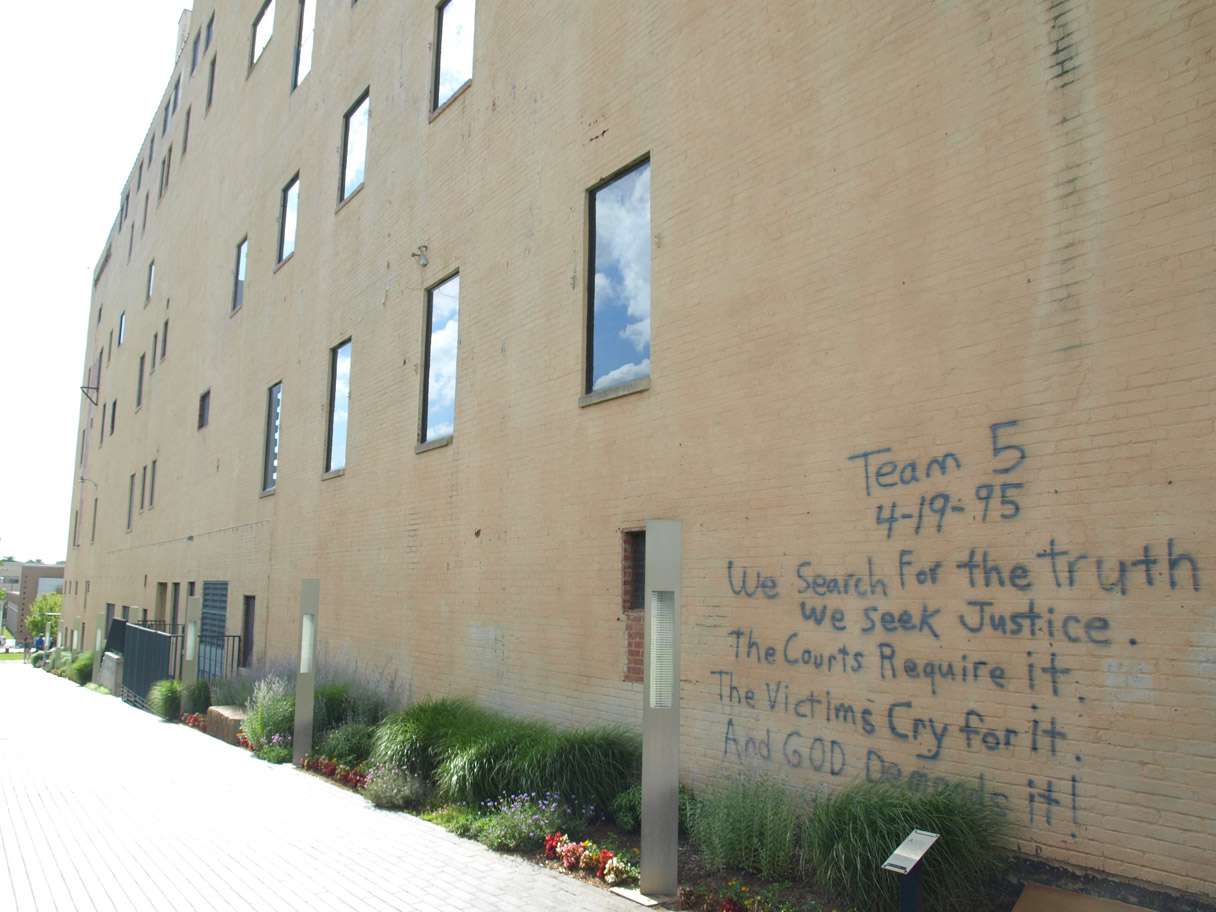 Team 5
4-19-95
We Search For the truth
We seek Justice.
The Courts Require it.
The Victims Cry for it.
And GOD Demands it!